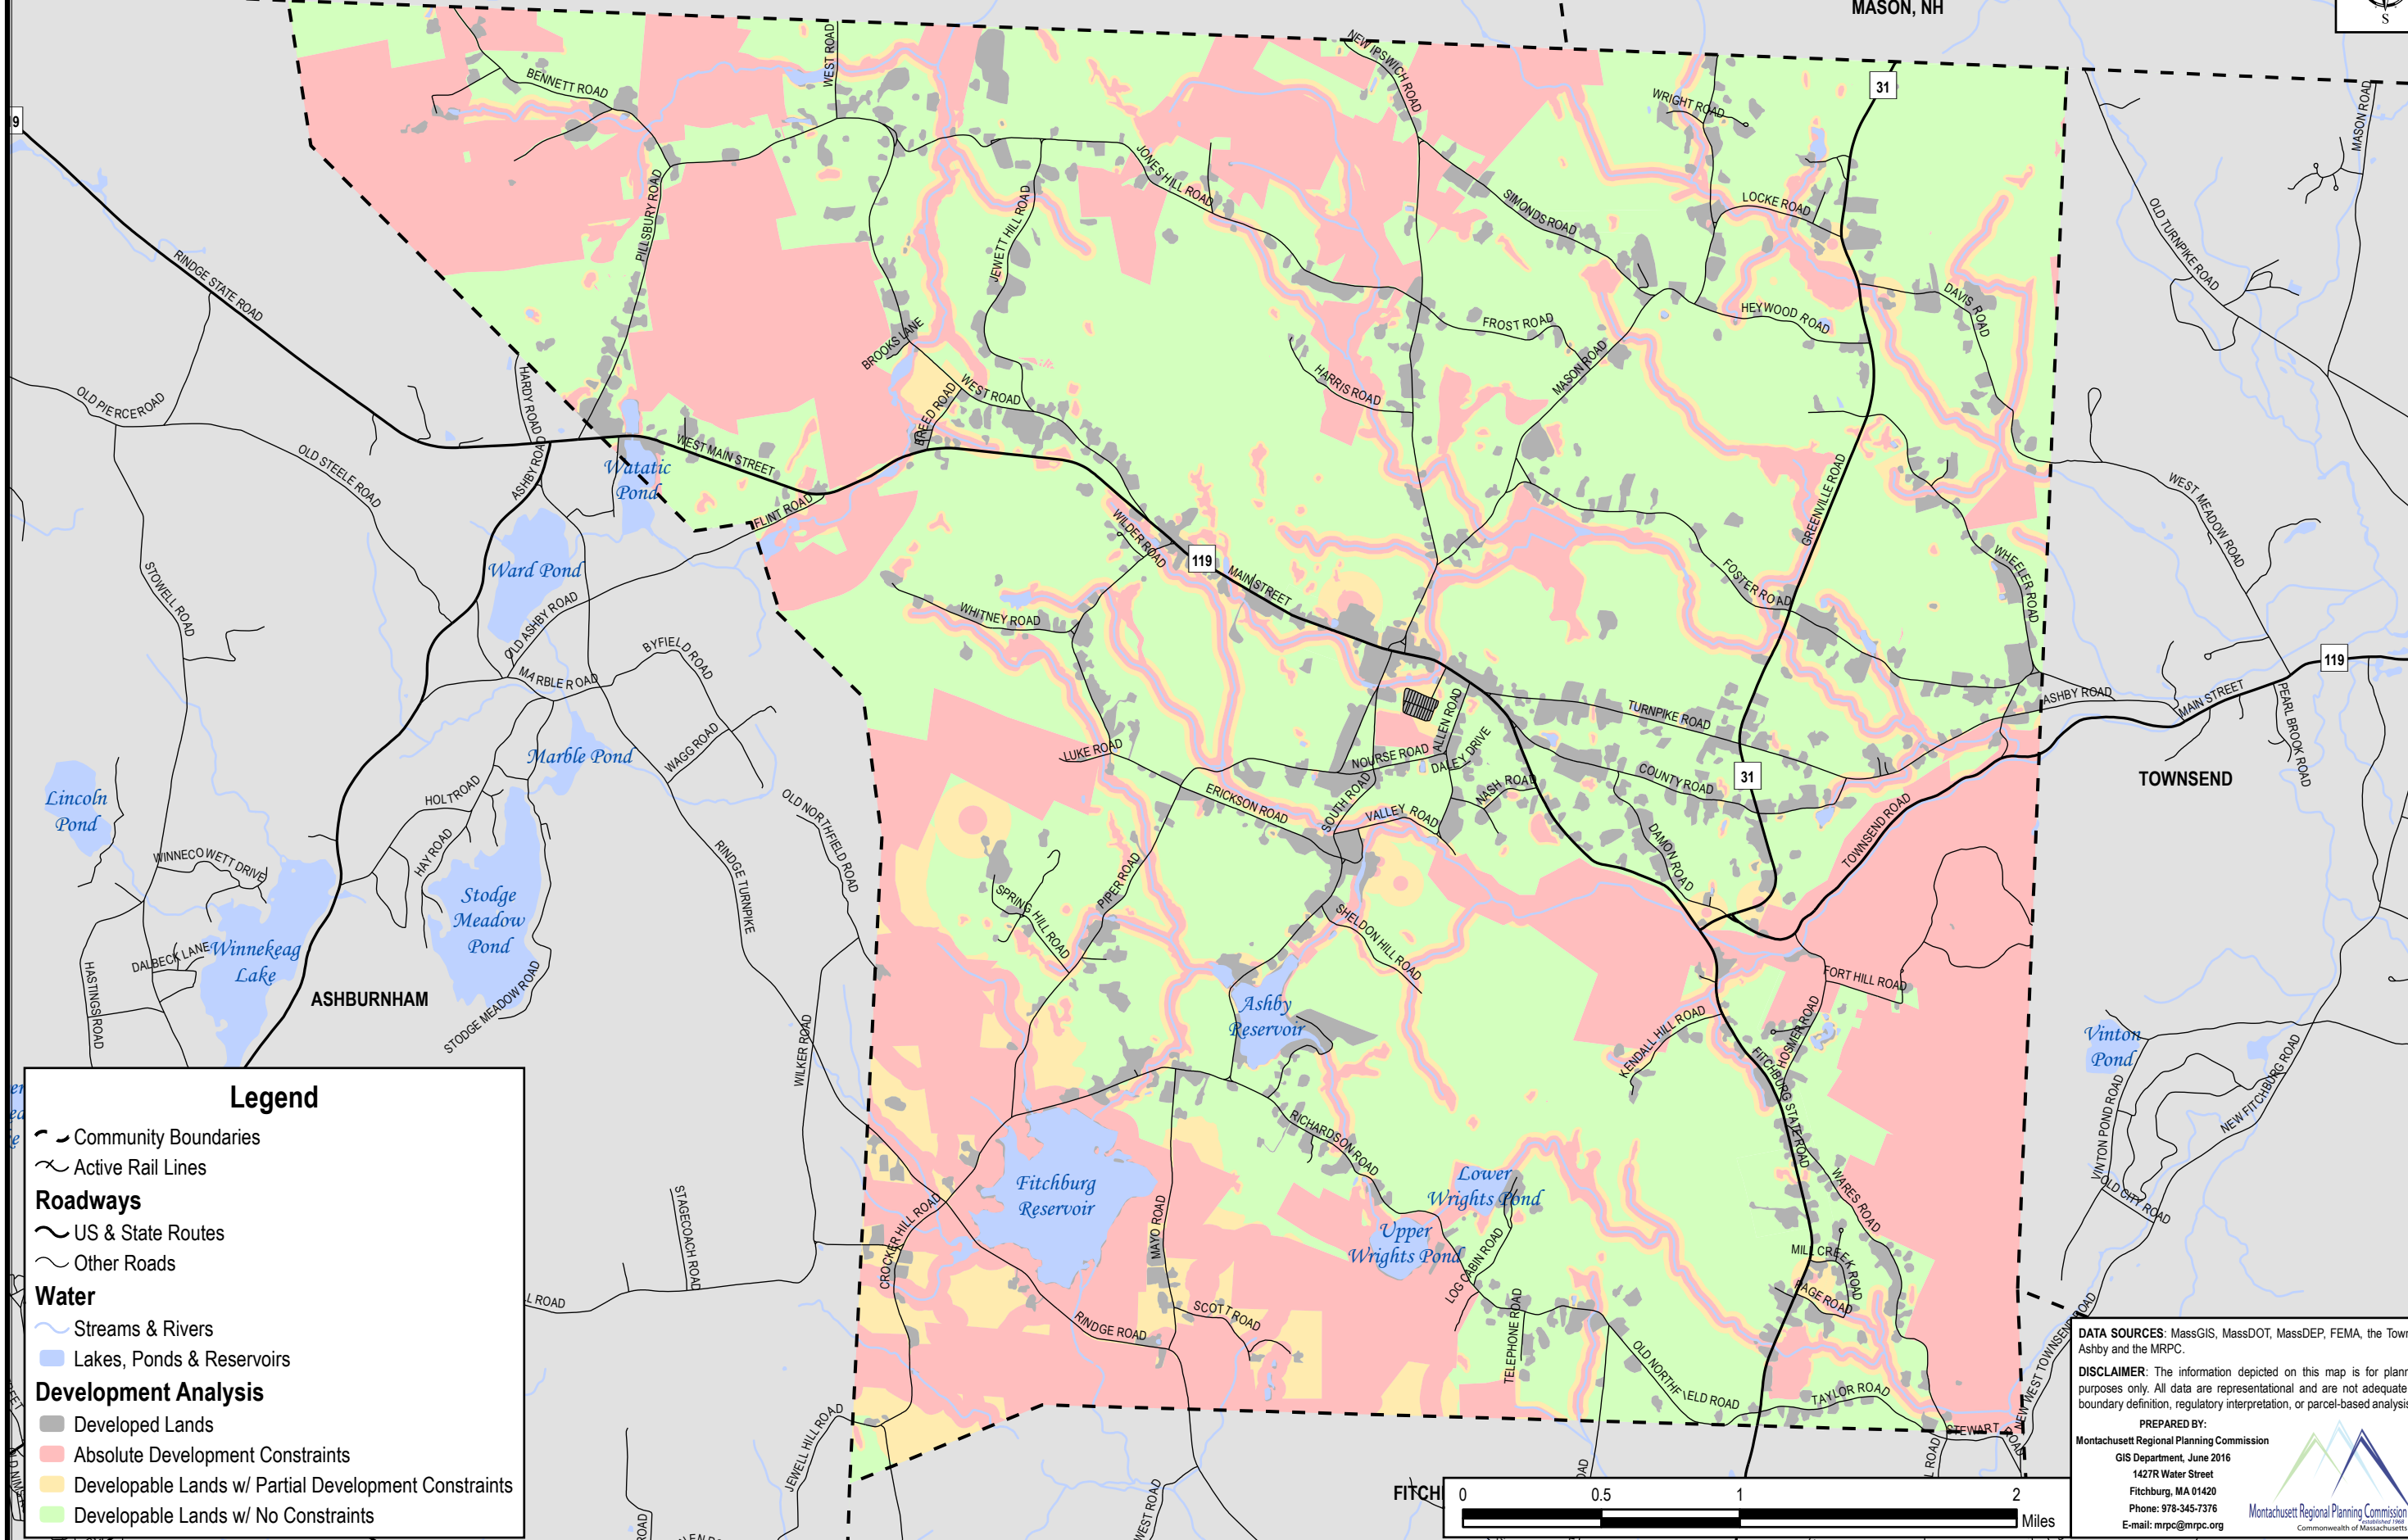 MASON, NH
S
NEW IPSWICH ROAD
WEST ROAD
BENNETT ROAD
31
WRIGHT ROAD
MASON ROAD
JONES HILL ROAD
PILLSBURY ROAD
JEWETT HILL ROAD
SIMONDS ROAD
LOCKE ROAD
OLD TURNPIKE ROAD
RINDGE STATE ROAD
DAVIS ROAD
HEYWOOD ROAD
FROST ROAD
BROOKS LANE
MASON ROAD
HARRIS ROAD
HARDY ROAD
OLD PIERCE ROAD
WEST ROAD
BREED ROAD
WEST MAIN STREET
OLD STEELE ROAD
ASHBY ROAD
Watatic
Pond
FLINT ROAD
WEST MEADOW ROAD
GREENVILLE ROAD
WILDER ROAD
119
MAIN STREET
Ward Pond
STOWELL ROAD
FOSTER ROAD
WHEELER ROAD
WHITNEY ROAD
OLD ASHBY ROAD
BYFIELD ROAD
MARBLE ROAD
119
ASHBY ROAD
MAIN STREET
PEARL BROOK ROAD
TURNPIKE ROAD
ALLEN ROAD
LUKE ROAD
NOURSE ROAD
DALEY DRIVE
WAGG ROAD
Marble Pond
TOWNSEND
31
COUNTY ROAD
NASH ROAD
ERICKSON ROAD
SOUTH ROAD
VALLEY ROAD
Lincoln
Pond
HOLT ROAD
OLD NORTHFIELD ROAD
TOWNSEND ROAD
DAMON ROAD
HAY ROAD
WINNECOWETT DRIVE
RINDGE TURNPIKE
PIPER ROAD
SPRING HILL ROAD
Stodge
Meadow
Pond
SHELDON HILL ROAD
DALBECK LANE
Winnekeag
Lake
HASTINGS ROAD
ASHBURNHAM
STODGE MEADOW ROAD
FORT HILL ROAD
Ashby
Reservoir
KENDALL HILL ROAD
HOSMER ROAD
WILKER ROAD
Vinton
Pond
FITCHBURG STATE ROAD
VINTON POND ROAD
NEW FITCHBURG ROAD
RICHARDSON ROAD
Fitchburg
Reservoir
Lower
Wrights Pond
Upper
Wrights Pond
WARES ROAD
OLD CITY ROAD
STAGECOACH ROAD
CROCKER HILL ROAD
MAYO ROAD
LOG CABIN ROAD
MILL CREEK ROAD
PAGE ROAD
SCOTT ROAD
RINDGE ROAD
TELEPHONE ROAD
OLD NORTHFIELD ROAD
TAYLOR ROAD
NEW WEST TOWNSEND ROAD
STEWART ROAD
JEWELL HILL ROAD
WEST ROAD
Legend
Community Boundaries
Active Rail Lines
Roadways
US & State Routes
Other Roads
Water
Streams & Rivers
Lakes, Ponds & Reservoirs
Development Analysis
Developed Lands
Absolute Development Constraints
Developable Lands w/ Partial Development Constraints
Developable Lands w/ No Constraints
0 0.5 1 2
Miles
DATA SOURCES: MassGIS, MassDOT, MassDEP, FEMA, the Town
Ashby and the MRPC.
DISCLAIMER: The information depicted on this map is for
purposes only. All data are representational and are not adequate
boundary definition, regulatory interpretation, or parcel-based
PREPARED BY:
Montachusett Regional Planning Commission
GIS Department, June 2016
1427R Water Street
Fitchburg, MA 01420
Phone: 978-345-7376
E-mail: mrpc@mrpc.org
Montachusett Regional Planning Commission
established 1968
Commonwealth of Massachusetts